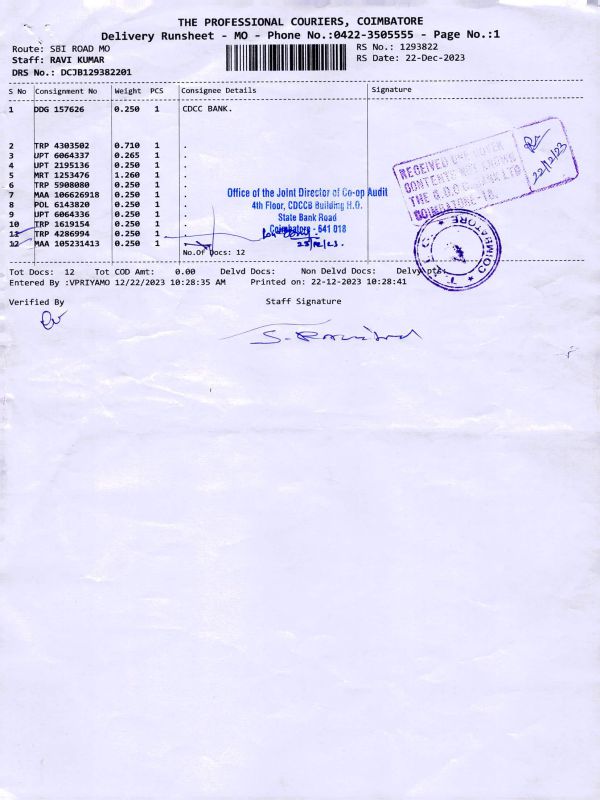 THE PROFESSIONAL COURIERS, COIMBATORE
Delivery Runsheet - MO - Phone No.:0422-3505555 - Page No.:1
Route: SBI ROAD MO
RS No.: 1293822
Staff: RAVI KUMAR
RS Date: 22-Dec-2023
DRS No.: DCJB129382201
S No Consignment No Weight PCS Consignee Details Signature
1 DDG 157626 0.250 1 CDCC BANK.
2 TRP 4303502 0.710 1 .
3 UPT 6064337 0.265 1 .
4 UPT 2195136 0.250 1 .
5 MRT 1253476 1.260 1 .
6 TRP 5908080 0.250 1 .
7 MAA 106626918 0.250 1 .
8 POL 6143820 0.250 1 .
9 UPT 6064336 0.250 1 .
10 TRP 1619154 0.250 1 .
11 TRP 4286994 0.250 1
12 MAA 105231413 0.250 1
No.Of Docs: 12
Office of the Joint Director of Co-op Audit
4th Floor, CDCCB Building H.O.
State Bank Road
Coimbatore - 641 018
RECEIVED
CONTENTS
COIMBATORE-18.
22/12/23
COIMBATORE
Tot Docs: 12 Tot COD Amt: 0.00 Delvd Docs: Non Delvd Docs: Delvy pts:
Entered By :VPRIYAMO 12/22/2023 10:28:35 AM Printed on: 22-12-2023 10:28:41
Verified By Staff Signature